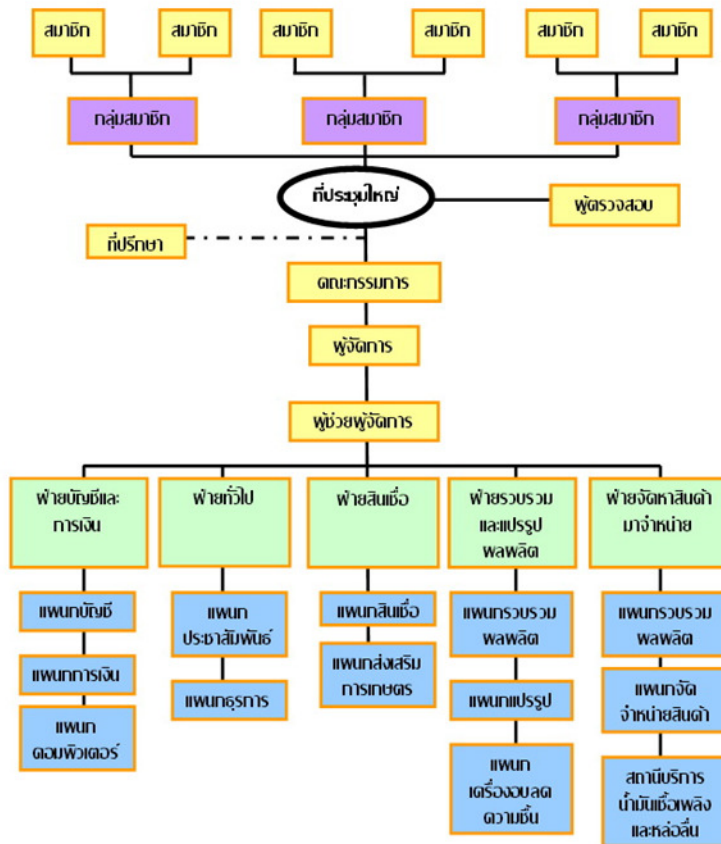 สมาชิก
สมาชิก
สมาชิก
สมาชิก
สมาชิก
สมาชิก
กลุ่มสมาชิก
กลุ่มสมาชิก
กลุ่มสมาชิก
ที่ประชุมใหญ่
ผู้ตรวจสอบ
ที่ปรึกษา
คณะกรรมการ
ผู้จัดการ
ผู้ช่วยผู้จัดการ
ฝ่ายบัญชีและ
การเงิน
แผนกบัญชี
แผนกการเงิน
แผนก
คอมพิวเตอร์
ฝ่ายทั่วไป
แผนก
ประชาสัมพันธ์
แผนกธุรการ
ฝ่ายสินเชื่อ
แผนกสินเชื่อ
แผนกส่งเสริม
การเกษตร
ฝ่ายรวบรวม
และแปรรูป
ผลผลิต
แผนกรวบรวม
ผลผลิต
แผนกแปรรูป
แผนก
เครื่องอบลด
ความชื้น
ฝ่ายจัดหาสินค้า
มาจำหน่าย
แผนกรวบรวม
ผลผลิต
แผนกจัด
จำหน่ายสินค้า
สถานีบริการ
น้ำมันเชื้อเพลิง
และหล่อลื่น